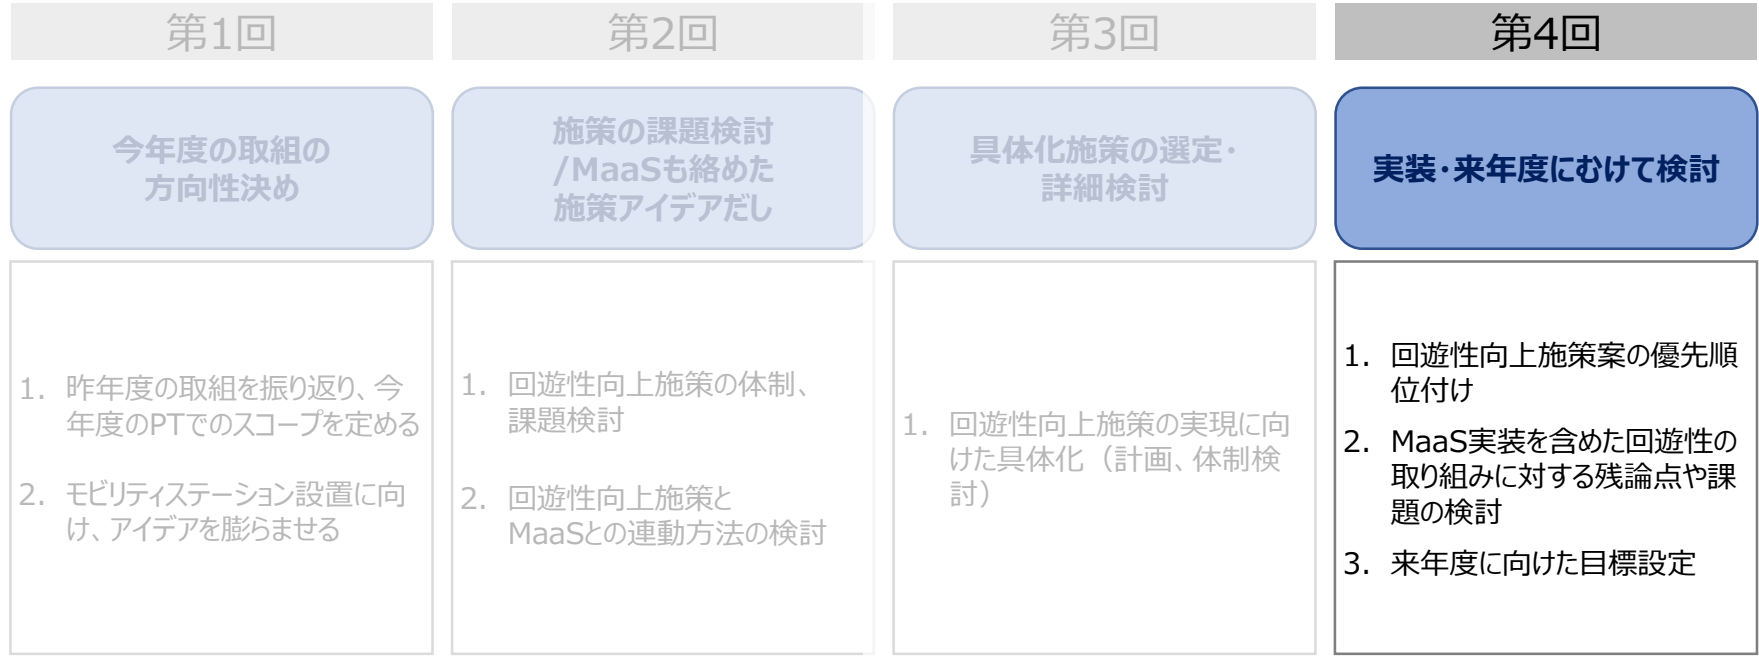 第1回
今年度の取組の
方向性決め
1. 昨年度の取組を振り返り、今
年度のPTでのスコープを定める
2. モビリティステーション設置に向
け、アイデアを膨らませる
第2回
施策の課題検討
/MaaSも絡めた
施策アイデアだし
1. 回遊性向上施策の体制、
課題検討
2. 回遊性向上施策と
MaaSとの連動方法の検討
第3回
具体化施策の選定・
詳細検討
1. 回遊性向上施策の実現に向
けた具体化（計画、体制検
討）
第4回
実装・来年度にむけて検討
1. 回遊性向上施策案の優先順
位付け
2. MaaS実装を含めた回遊性の
取り組みに対する残論点や課
題の検討
3. 来年度に向けた目標設定